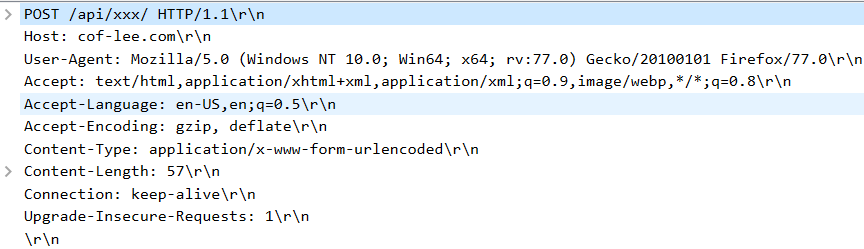 POST /api/xxx/ HTTP/1.1\r\n
Host: cof-lee.com\r\n
User-Agent: Mozilla/5.0 (Windows NT 10.0; Win64; x64; rv:77.0) Gecko/20100101 Firefox/77.0\r\n
Accept: text/html,application/xhtml+xml,application/xml;q=0.9,image/webp,*/*;q=0.8\r\n
Accept-Language: en-US,en;q=0.5\r\n
Accept-Encoding: gzip, deflate\r\n
Content-Type: application/x-www-form-urlencoded\r\n
Content-Length: 57\r\n
Connection: keep-alive\r\n
Upgrade-Insecure-Requests: 1\r\n
\r\n